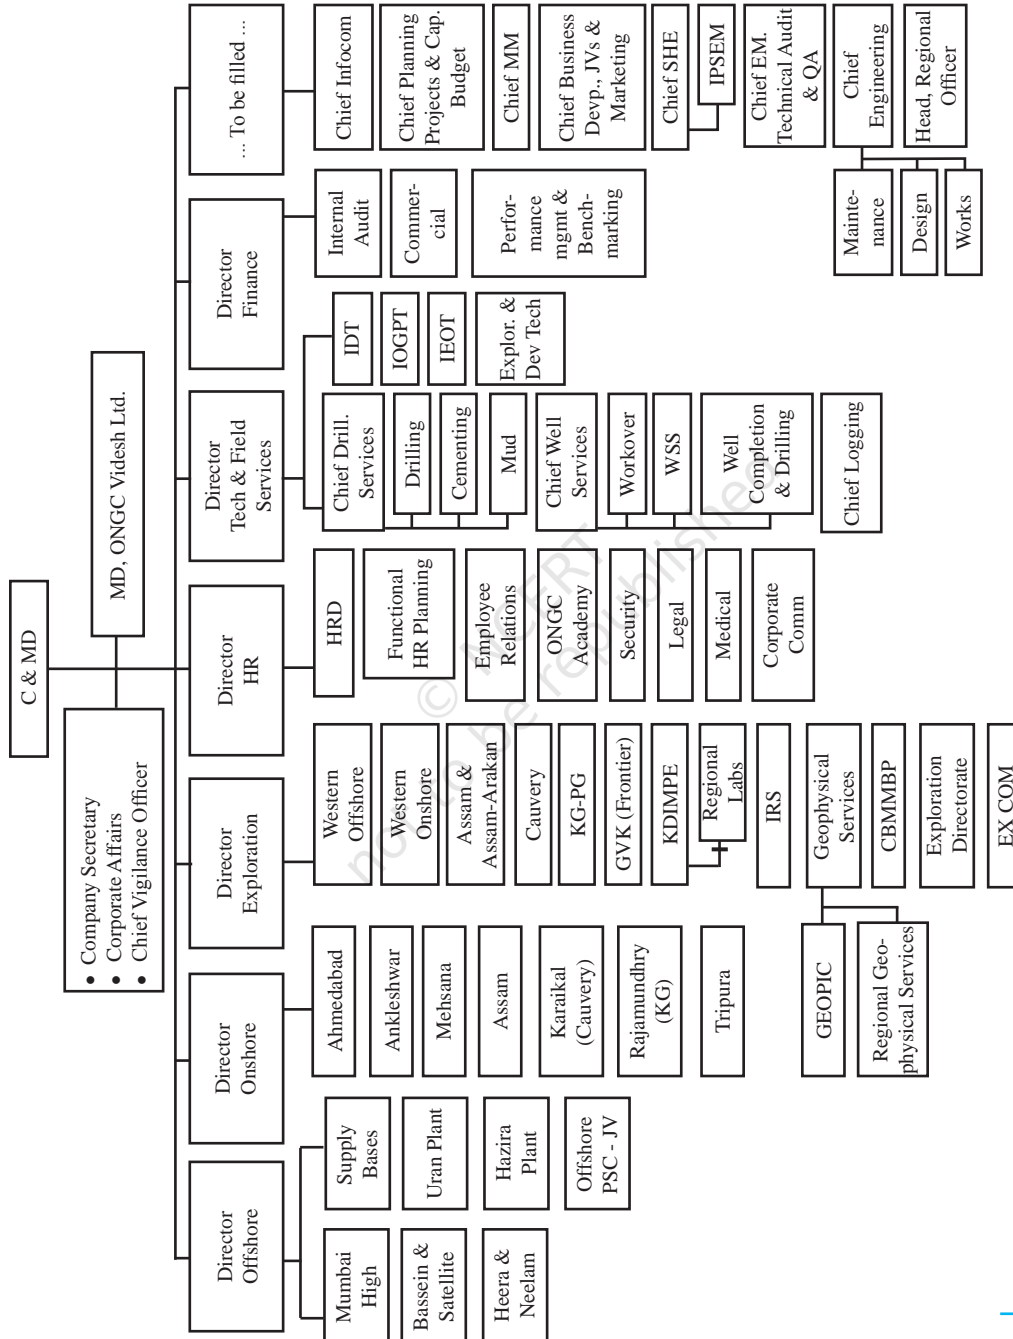 C & MD
• Company Secretary
• Corporate Affairs
• Chief Vigilance Officer
MD, ONGC Videsh Ltd.
Director
Offshore
Mumbai
High
Bassein &
Satellite
Heera &
Neelam
Supply
Bases
Uran Plant
Hazira
Plant
Offshore
PSC - JV
Director
Onshore
Ahmedabad
Ankleshwar
Mehsana
Assam
Karaikal
(Cauvery)
Rajamundhry
(KG)
Tripura
Director
Exploration
Western
Offshore
Western
Onshore
Assam &
Assam-Arakan
Cauvery
KG-PG
GVK (Frontier)
KDIMPE
Regional
Labs
IRS
Geophysical
Services
GEOPIC
Regional Geo-
physical Services
CBMMBP
Exploration
Directorate
EX COM
Director
HR
HRD
Functional
HR Planning
Employee
Relations
ONGC
Academy
Security
Legal
Medical
Corporate
Comm
Director
Tech & Field
Services
Chief Drill.
Services
Drilling
Cementing
Mud
Chief Well
Services
Workover
WSS
Well
Completion
& Drilling
Chief Logging
IDT
IOGPT
IEOT
Explor. &
Dev Tech
Director
Finance
Internal
Audit
Commer-
cial
Perfor-
mance
mgmt &
Bench-
marking
... To be filled ...
Chief Infocom
Chief Planning
Projects & Cap.
Budget
Chief MM
Chief Business
Devp., JVs &
Marketing
Chief SHE
IPSEM
Chief EM.
Technical Audit
& QA
Chief
Engineering
Mainte-
nance
Design
Works
Head, Regional
Officer
© NCERT
not to be republished